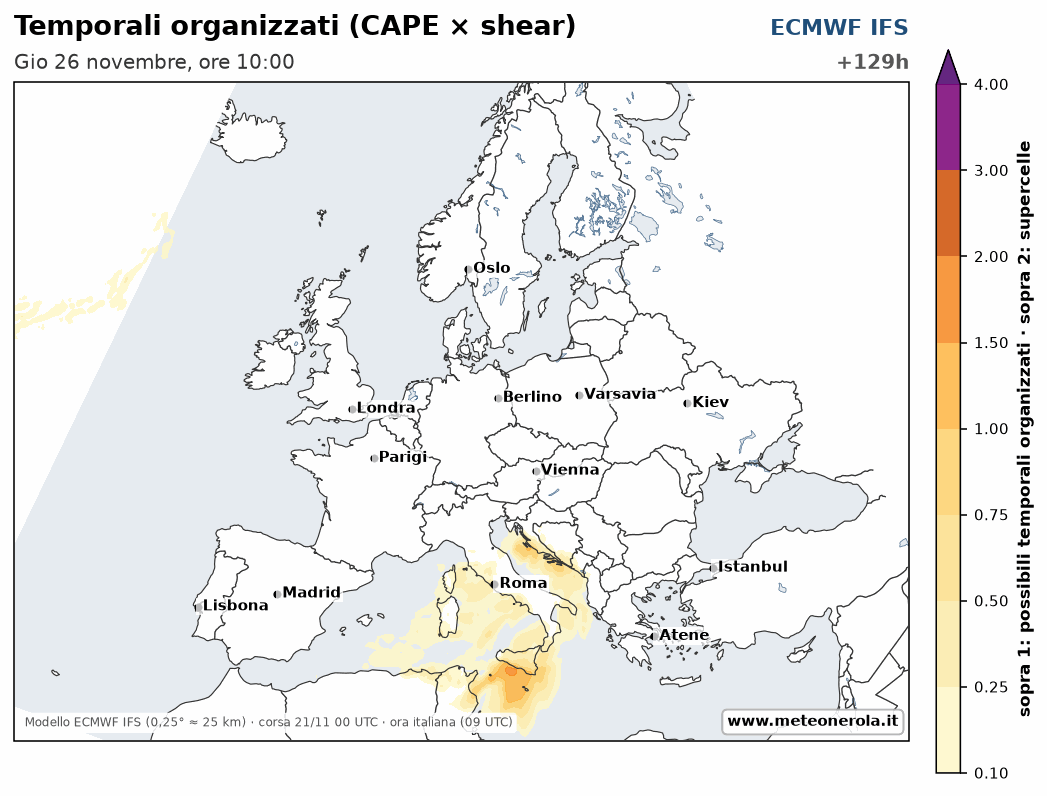 Temporali organizzati (CAPE × shear)
ECMWF IFS
Gio 26 novembre, ore 10:00
+129h
Oslo
Berlino
Varsavia
Kiev
Londra
Parigi
Vienna
Istanbul
Roma
Madrid
Lisbona
Atene
Modello ECMWF IFS (0,25° ≈ 25 km) · corsa 21/11 00 UTC · ora italiana (09 UTC)
www.meteonerola.it
4.00
3.00
2.00
1.50
1.00
0.75
0.50
0.25
0.10
sopra 1: possibili temporali organizzati · sopra 2: supercelle